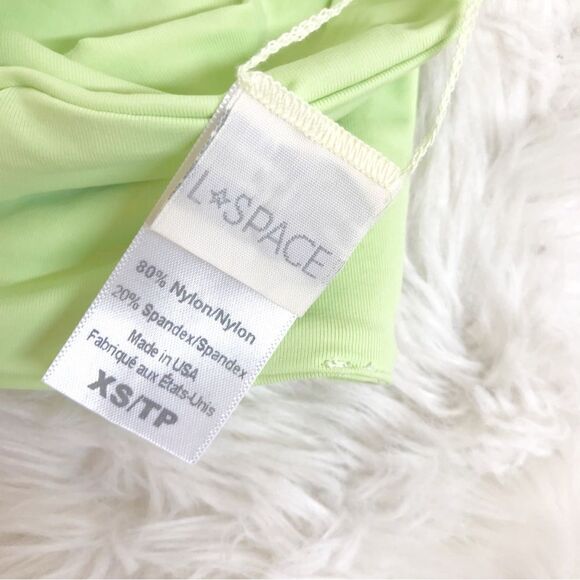 L☆SPACE
80% Nylon/Nylon
20% Spandex/Spandex
Made in USA
Fabriqué aux États-Unis
XS/TP